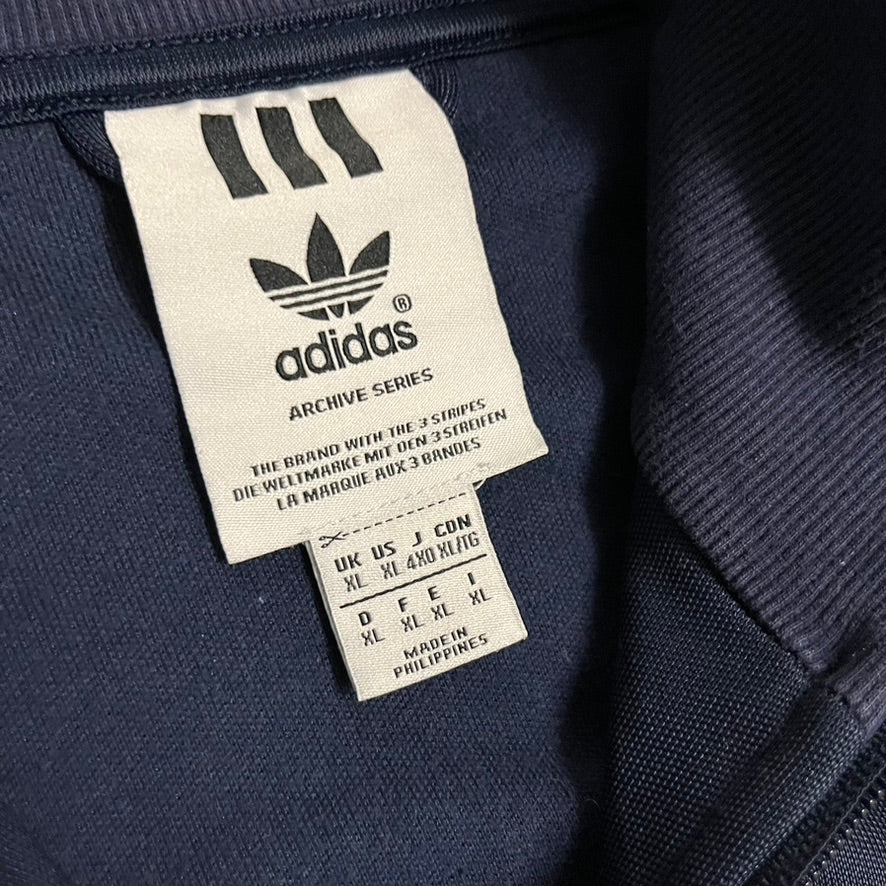 adidas®
ARCHIVE SERIES
THE BRAND WITH THE 3 STRIPES
DIE WELTMARKE MIT DEN 3 STREIFEN
LA MARQUE AUX 3 BANDES
UK US J CDN
XL XL 4XO XL/TG
D F E I
XL XL XL XL
MADE IN
PHILIPPINES